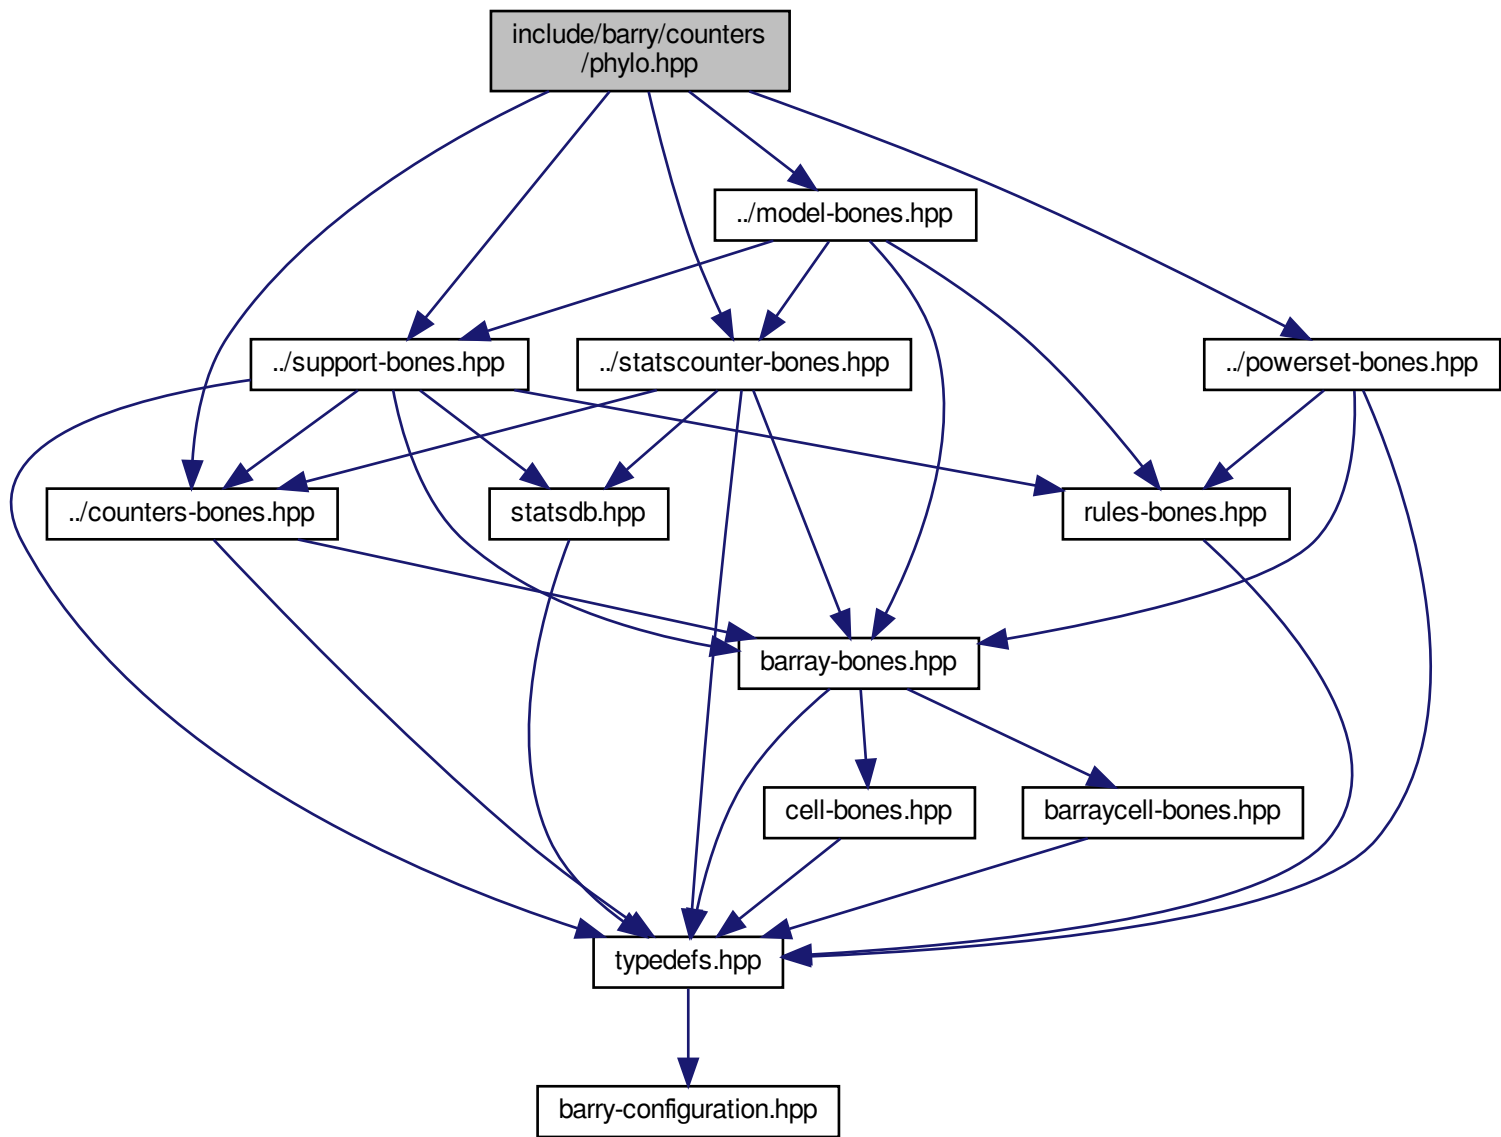 include/barry/counters
/phylo.hpp
../model-bones.hpp
../support-bones.hpp
../statscounter-bones.hpp
../powerset-bones.hpp
../counters-bones.hpp
statsdb.hpp
rules-bones.hpp
barray-bones.hpp
cell-bones.hpp
barraycell-bones.hpp
typedefs.hpp
barry-configuration.hpp